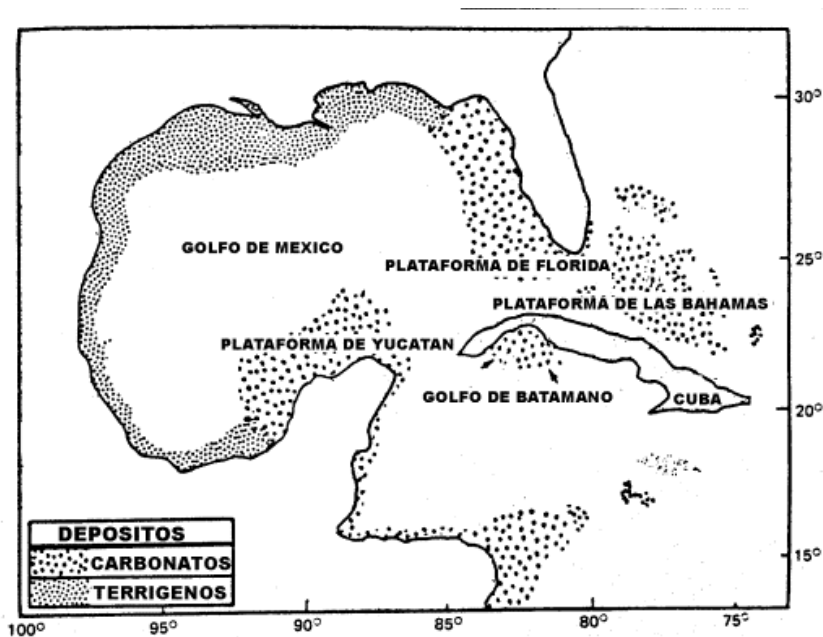 30°
GOLFO DE MEXICO
PLATAFORMA DE FLORIDA
25°
PLATAFORMA DE LAS BAHAMAS
PLATAFORMA DE YUCATAN
GOLFO DE BATAMANO
CUBA
20°
DEPOSITOS
CARBONATOS
TERRIGENOS
15°
100° 95° 90° 85° 80° 75°